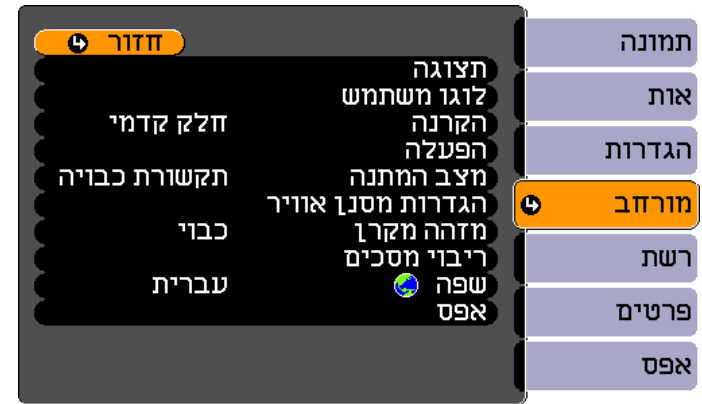 תמונה
אות
הגדרות
מורחב
רשת
פרטים
אפס
חזור
תצוגה
לוגו משתמש
הקרנה חלק קדמי
הפעלה
מצב המתנה תקשורת כבויה
הגדרות מסנן אוויר
מזהה מקרן כבוי
ריבוי מסכים
שפה עברית
אפס